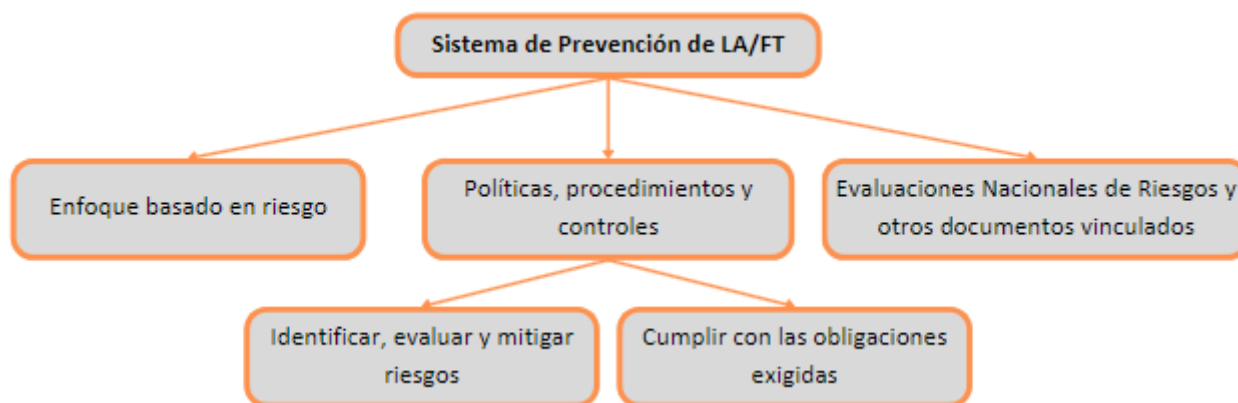 Sistema de Prevención de LA/FT
Enfoque basado en riesgo
Políticas, procedimientos y
controles
Evaluaciones Nacionales de Riesgos y
otros documentos vinculados
Identificar, evaluar y mitigar
riesgos
Cumplir con las obligaciones
exigidas